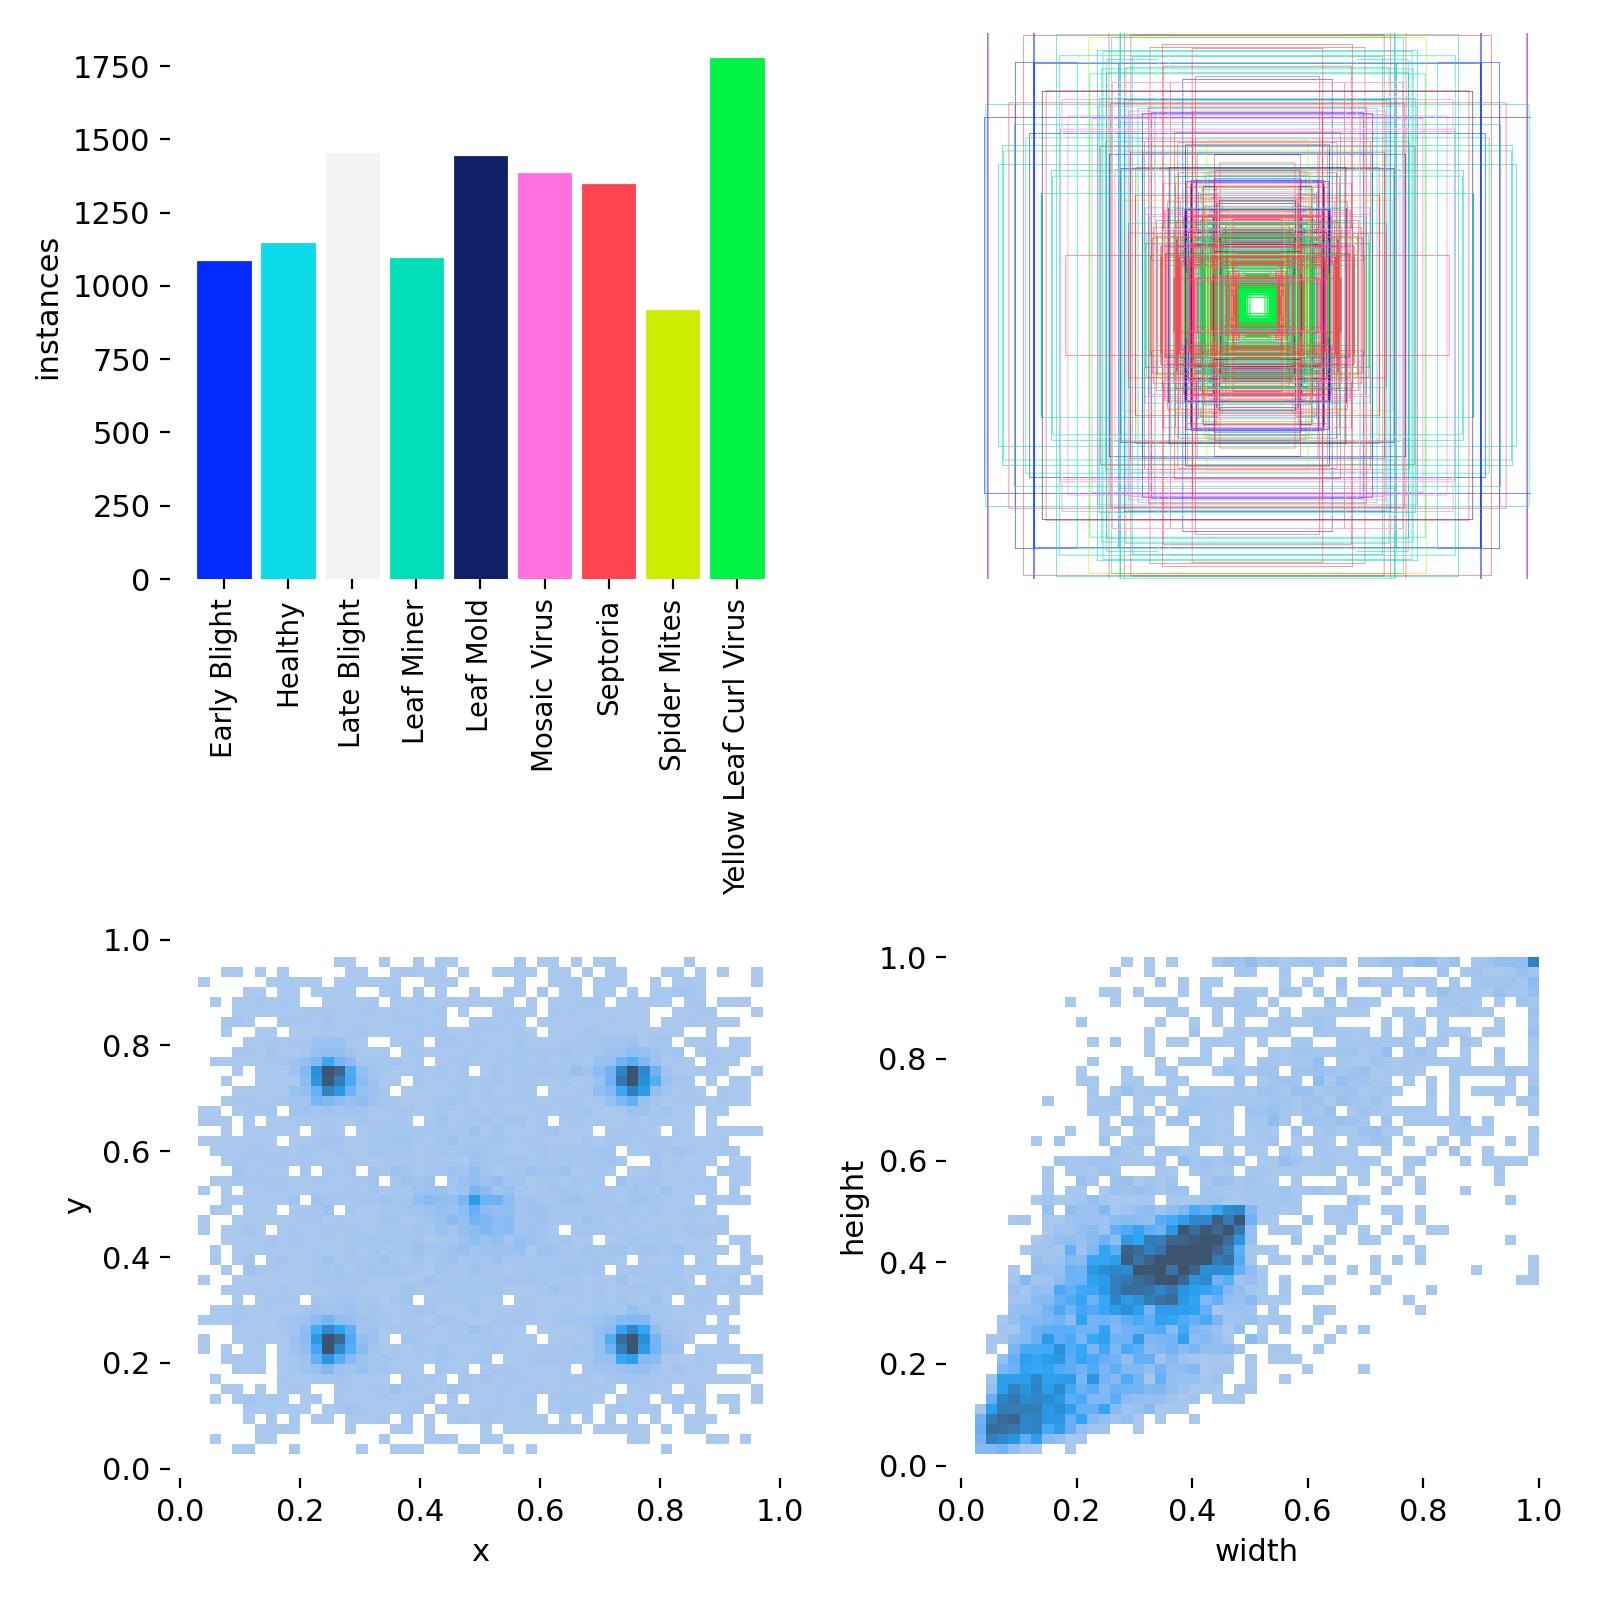 1750
1500
1250
1000
750
500
250
0
instances
Early Blight
Healthy
Late Blight
Leaf Miner
Leaf Mold
Mosaic Virus
Septoria
Spider Mites
Yellow Leaf Curl Virus
1.0
0.8
0.6
0.4
0.2
0.0
y
0.0 0.2 0.4 0.6 0.8 1.0
x
1.0
0.8
0.6
0.4
0.2
0.0
height
0.0 0.2 0.4 0.6 0.8 1.0
width